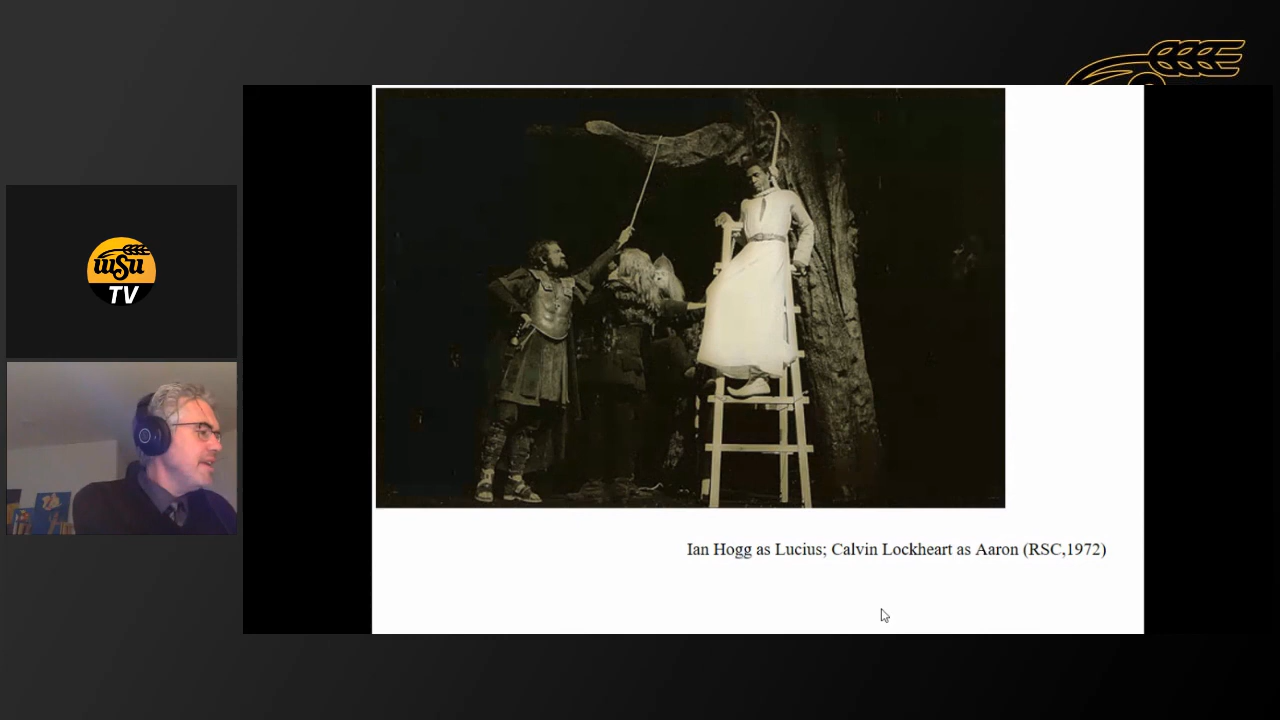 wsu
TV
Ian Hogg as Lucius; Calvin Lockheart as Aaron (RSC,1972)